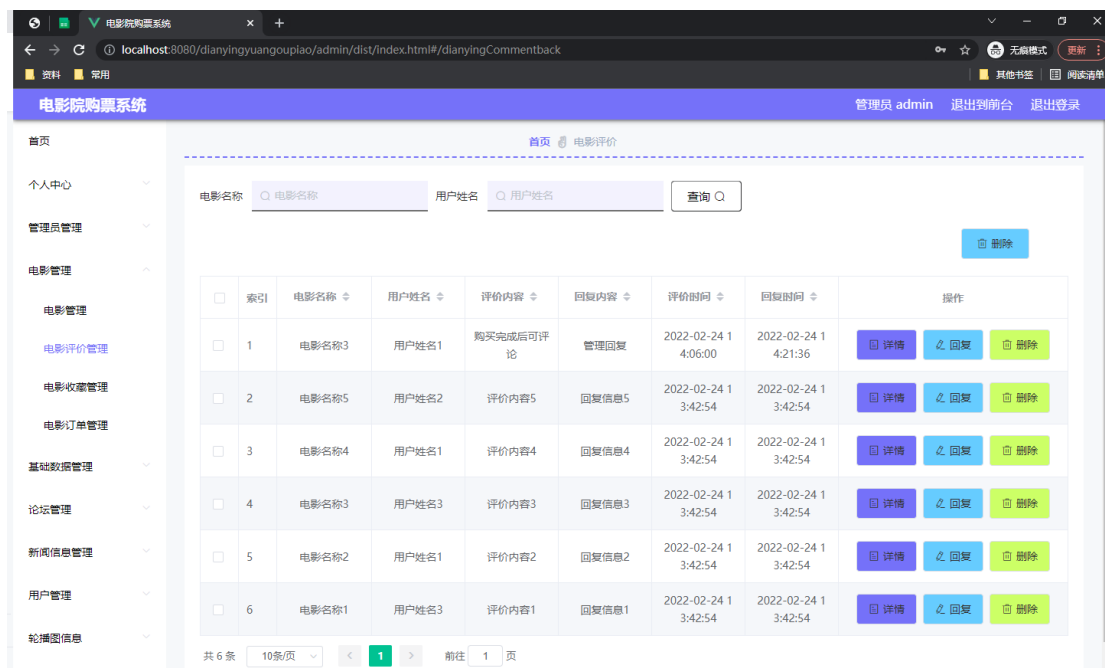 电影院购票系统
localhost:8080/dianyingyuangoupiao/admin/dist/index.html#/dianyingCommentback
无痕模式
更新
资料
常用
其他书签
阅读清单
电影院购票系统
管理员 admin
退出到前台
退出登录
首页
首页
电影评价
个人中心
电影名称
电影名称
用户姓名
用户姓名
查询
管理员管理
删除
电影管理
索引 电影名称 用户姓名 评价内容 回复内容 评价时间 回复时间 操作
电影管理
1 电影名称3 用户姓名1 购买完成后可评论 管理回复 2022-02-24 14:06:00 2022-02-24 14:21:36 详情 回复 删除
电影评价管理
电影收藏管理
2 电影名称5 用户姓名2 评价内容5 回复信息5 2022-02-24 13:42:54 2022-02-24 13:42:54 详情 回复 删除
电影订单管理
3 电影名称4 用户姓名1 评价内容4 回复信息4 2022-02-24 13:42:54 2022-02-24 13:42:54 详情 回复 删除
基础数据管理
4 电影名称3 用户姓名3 评价内容3 回复信息3 2022-02-24 13:42:54 2022-02-24 13:42:54 详情 回复 删除
论坛管理
新闻信息管理
5 电影名称2 用户姓名1 评价内容2 回复信息2 2022-02-24 13:42:54 2022-02-24 13:42:54 详情 回复 删除
用户管理
6 电影名称1 用户姓名3 评价内容1 回复信息1 2022-02-24 13:42:54 2022-02-24 13:42:54 详情 回复 删除
轮播图信息
共 6 条 10条/页 1 前往 1 页